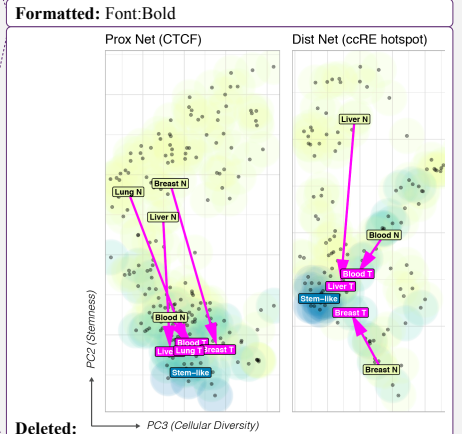 Formatted: Font:Bold
Prox Net (CTCF)
Dist Net (ccRE hotspot)
Liver N
Breast N
Lung N
Liver N
Blood N
Blood T
Liver T
Stem-like
Breast T
Blood N
Blood T
Live
Lung T
Breast T
Stem-like
Breast N
PC2 (Stemness)
PC3 (Cellular Diversity)
Deleted: